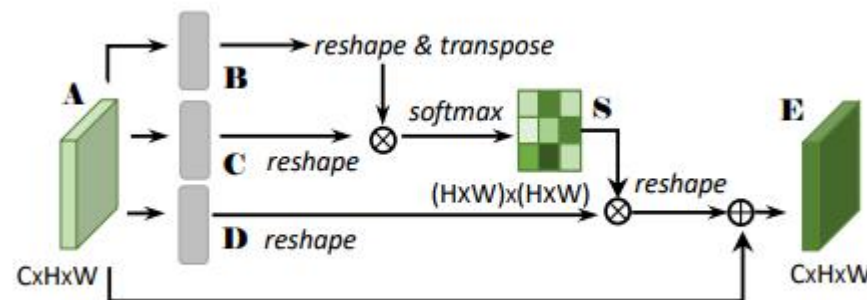 reshape & transpose
A
B
softmax
S
E
C
reshape
(HxW)x(HxW)
reshape
D
reshape
CxHxW
CxHxW